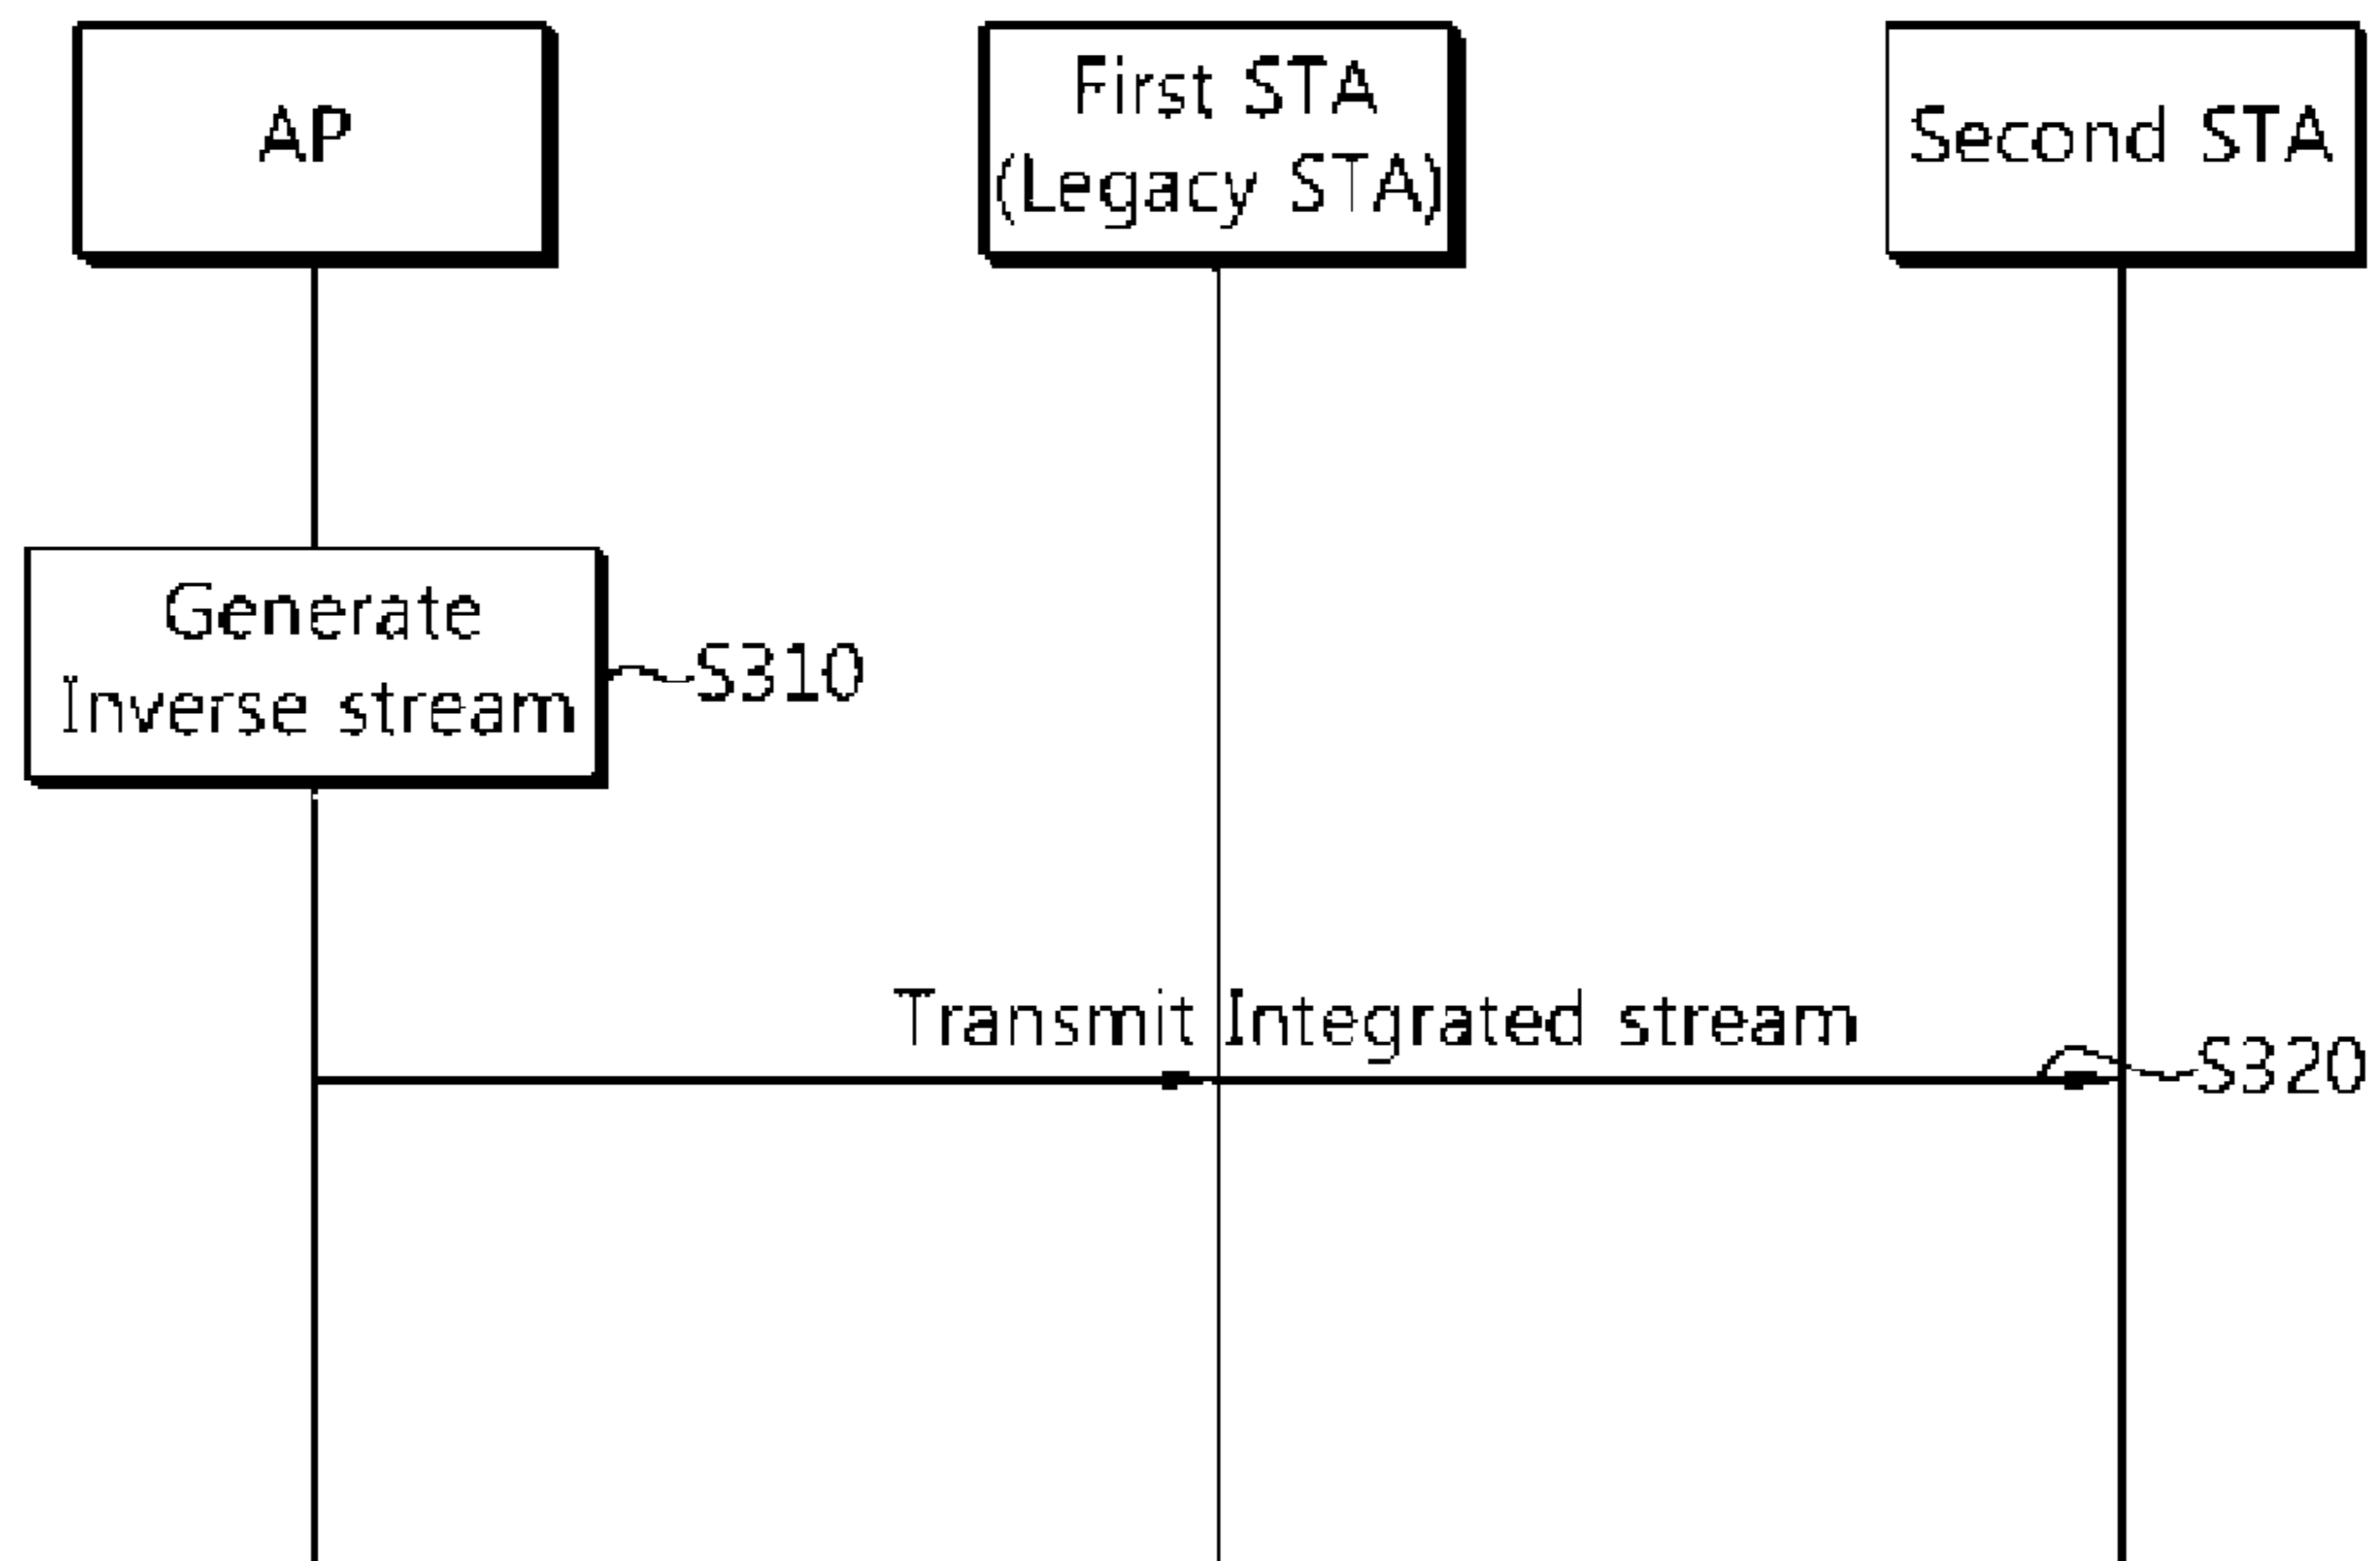 AP
First STA
(Legacy STA)
Second STA
Generate
Inverse stream
S310
Transmit Integrated stream
S320